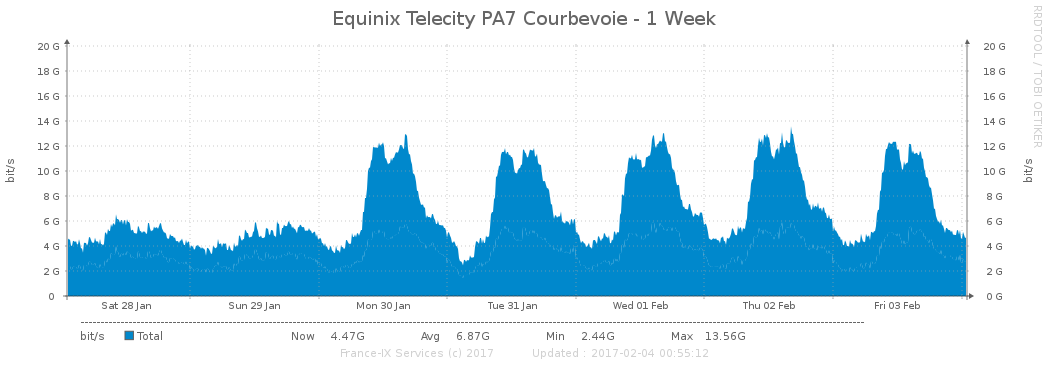 Equinix Telecity PA7 Courbevoie - 1 Week
RRDTOOL / TOBI OETIKER
20 G 20 G
18 G 18 G
16 G 16 G
14 G 14 G
12 G 12 G
10 G 10 G
8 G 8 G
6 G 6 G
4 G 4 G
2 G 2 G
0 0 G
bit/s
bit/s
Sat 28 Jan Sun 29 Jan Mon 30 Jan Tue 31 Jan Wed 01 Feb Thu 02 Feb Fri 03 Feb
bit/s Total Now 4.47G Avg 6.87G Min 2.44G Max 13.56G
France-IX Services (c) 2017 Updated : 2017-02-04 00:55:12